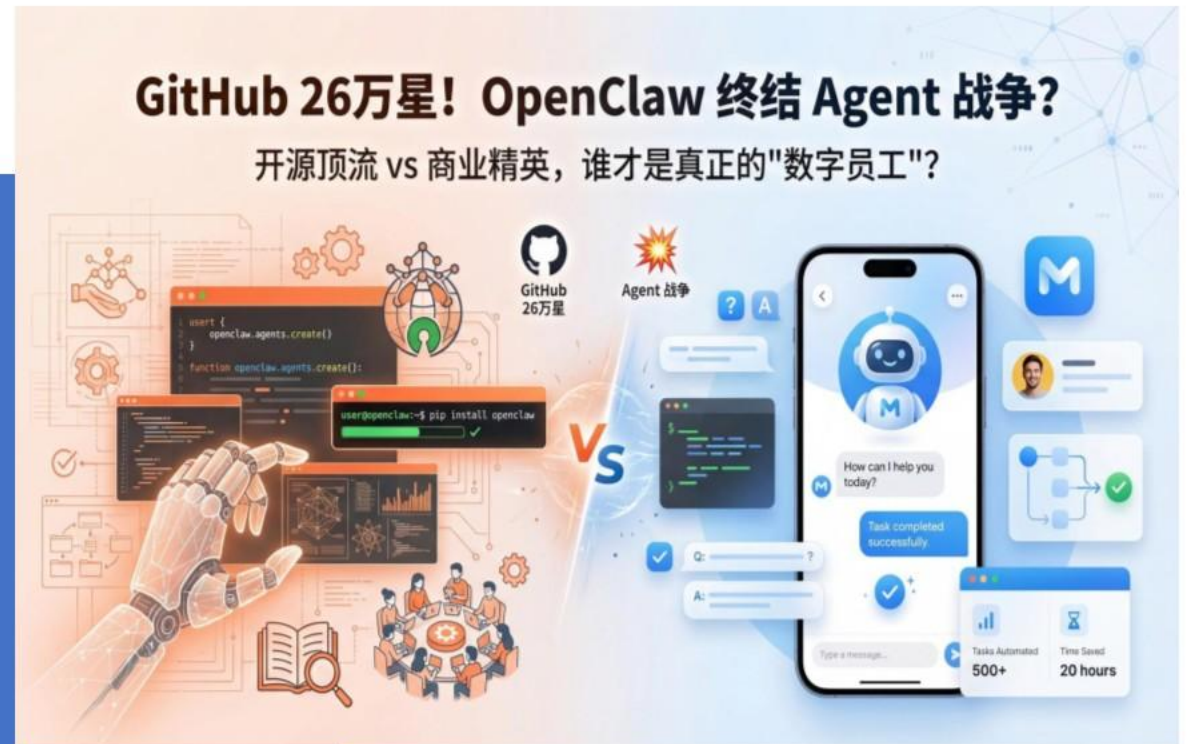 GitHub 26万星！OpenClaw 终结 Agent 战争?
开源顶流 vs 商业精英，谁才是真正的"数字员工"?
GitHub
26万星
Agent 战争
usert {
openclaw.agents.create()
}
function openclaw.agents.create():
user@openclaw:~$ pip install openclaw
VS
? A
$
M
How can I help you
today?
Task completed
successfully.
Q: ?
A:
Type a message...
Tasks Automated
500+
Time Saved
20 hours